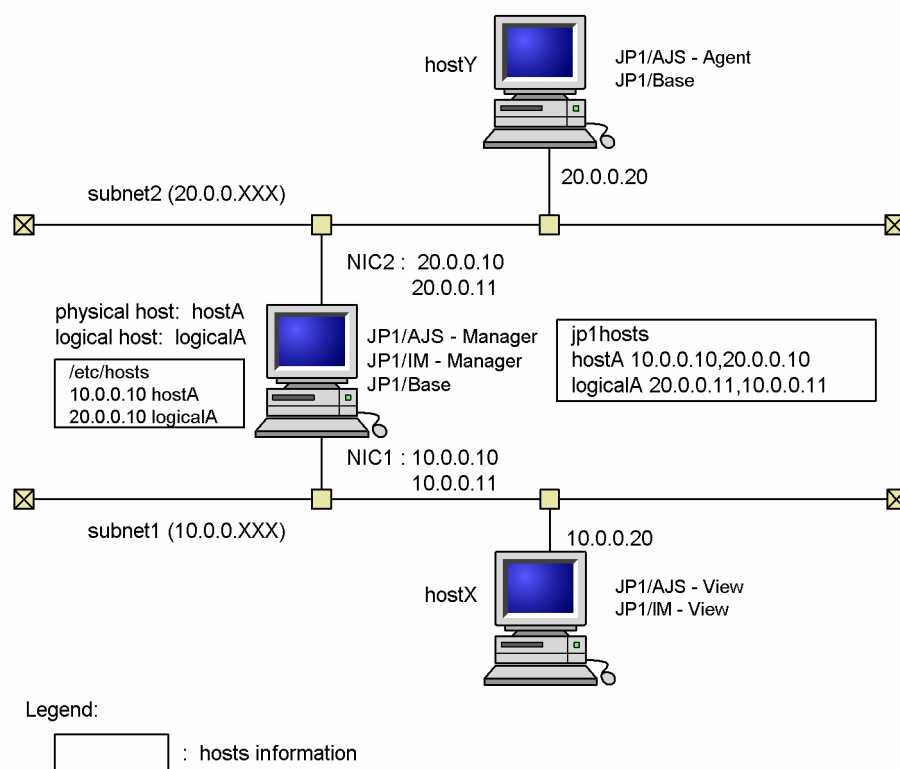 hostY
JP1/AJS - Agent
JP1/Base
20.0.0.20
subnet2 (20.0.0.XXX)
NIC2 : 20.0.0.10
20.0.0.11
physical host: hostA
logical host: logicalA
/etc/hosts
10.0.0.10 hostA
20.0.0.10 logicalA
JP1/AJS - Manager
JP1/IM - Manager
JP1/Base
jp1hosts
hostA 10.0.0.10,20.0.0.10
logicalA 20.0.0.11,10.0.0.11
NIC1 : 10.0.0.10
10.0.0.11
subnet1 (10.0.0.XXX)
10.0.0.20
hostX
JP1/AJS - View
JP1/IM - View
Legend:
: hosts information